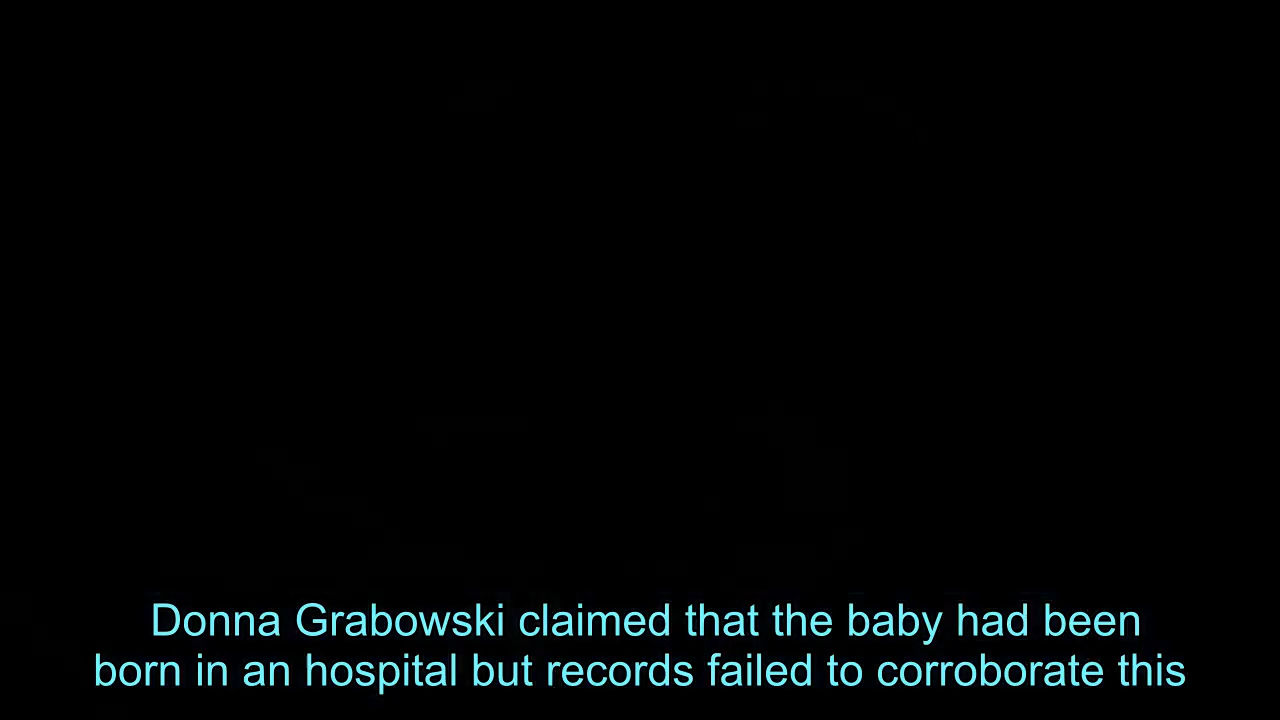 Donna Grabowski claimed that the baby had been
born in an hospital but records failed to corroborate this